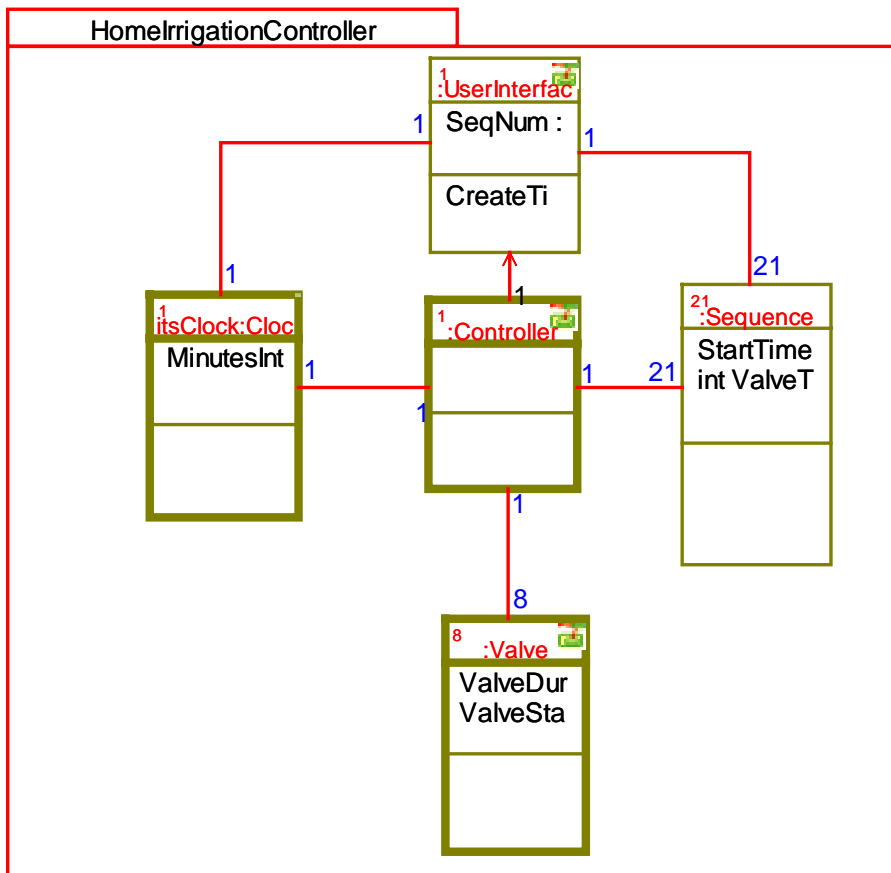 HomeIrrigationController
1
:UserInterfac
SeqNum :
CreateTi
1
1
1
21
1
1
itsClock:Cloc
MinutesInt
1
:Controller
21
:Sequence
StartTime
int ValveT
1
1
1
21
1
8
8
:Valve
ValveDur
ValveSta